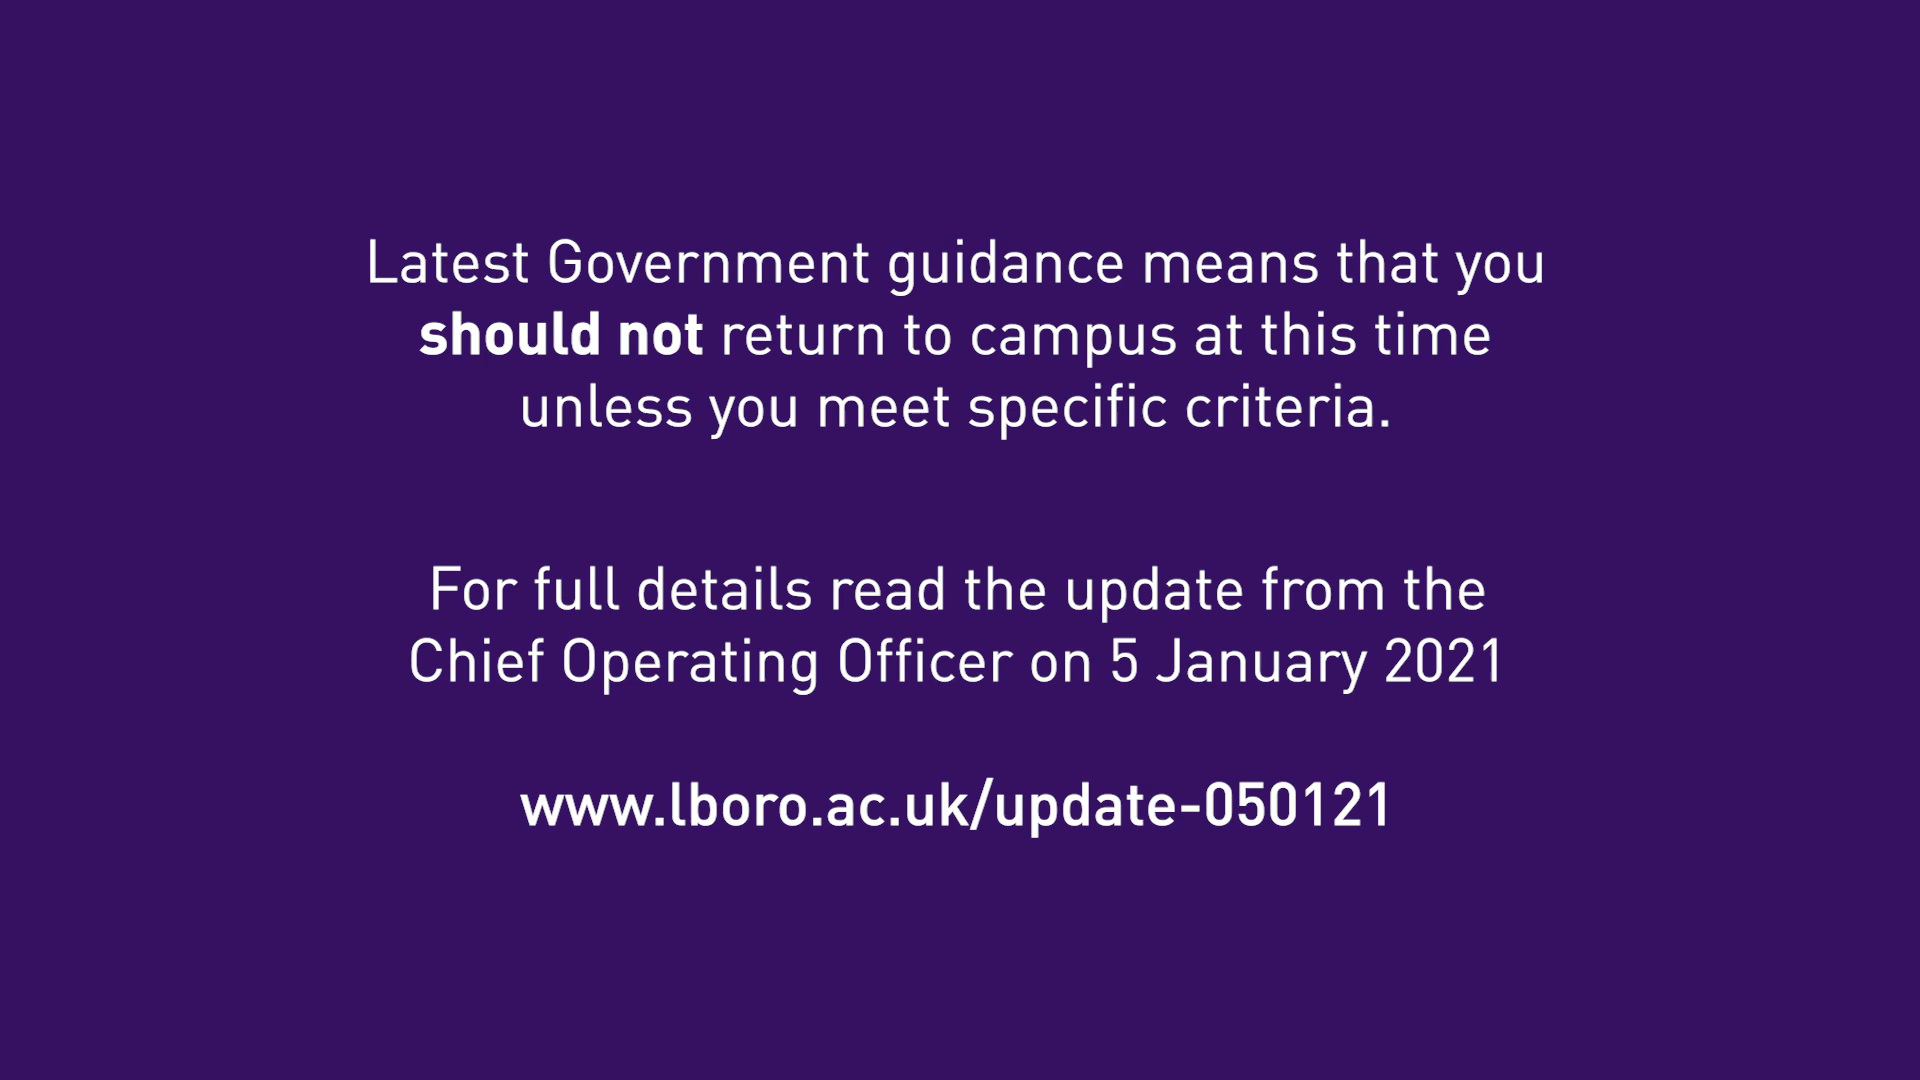 Latest Government guidance means that you
should not return to campus at this time
unless you meet specific criteria.
For full details read the update from the
Chief Operating Officer on 5 January 2021
www.lboro.ac.uk/update-050121